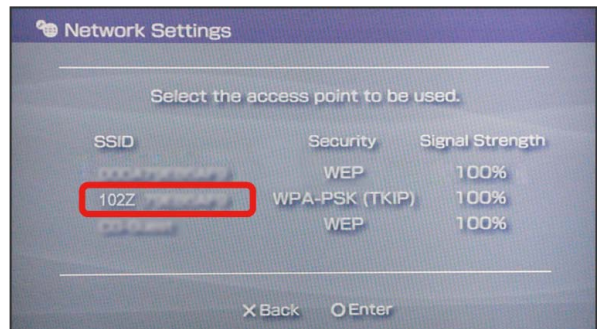 Network Settings
Select the access point to be used.
SSID Security Signal Strength
WEP 100%
102Z WPA-PSK (TKIP) 100%
WEP 100%
X Back O Enter